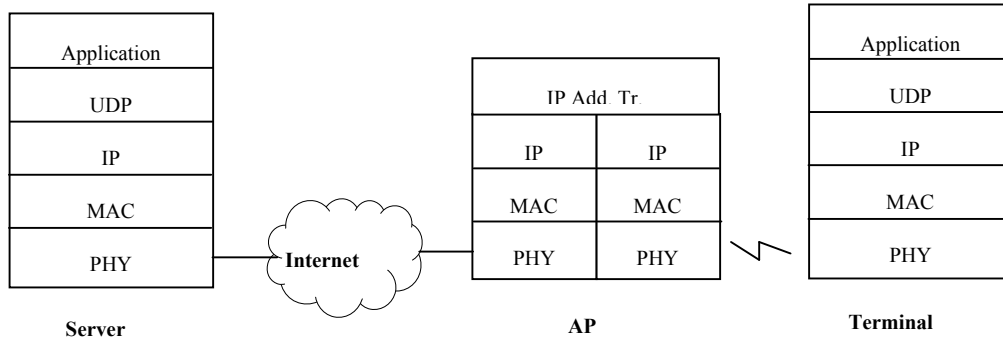 Application
UDP
IP
MAC
PHY
Server
Internet
IP Add. Tr.
IP IP
MAC MAC
PHY PHY
AP
Application
UDP
IP
MAC
PHY
Terminal